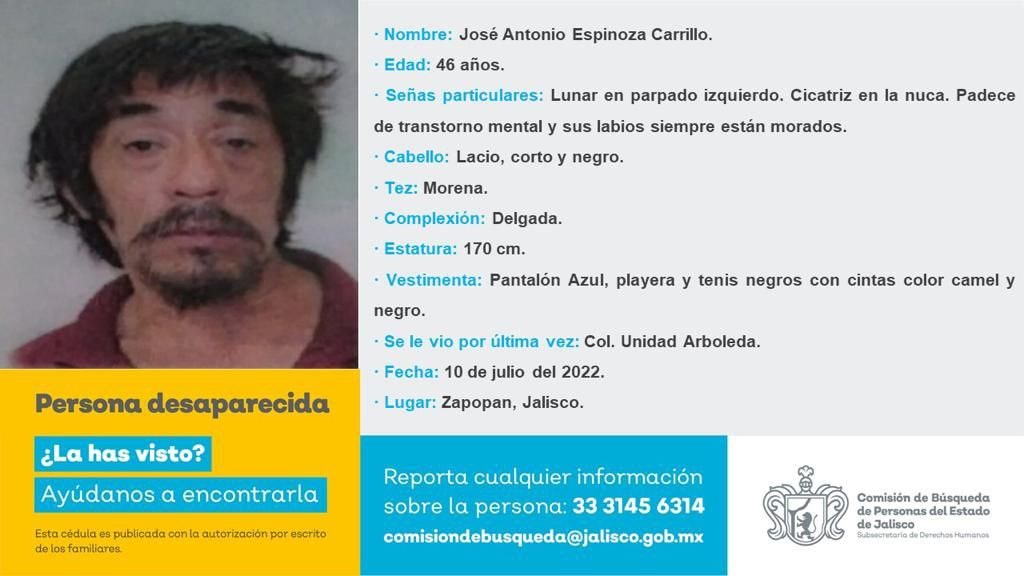 · Nombre: José Antonio Espinoza Carrillo.
· Edad: 46 años.
· Señas particulares: Lunar en parpado izquierdo. Cicatriz en la nuca. Padece
de transtorno mental y sus labios siempre están morados.
· Cabello: Lacio, corto y negro.
· Tez: Morena.
· Complexión: Delgada.
· Estatura: 170 cm.
· Vestimenta: Pantalón Azul, playera y tenis negros con cintas color camel y
negro.
· Se le vio por última vez: Col. Unidad Arboleda.
· Fecha: 10 de julio del 2022.
· Lugar: Zapopan, Jalisco.
Persona desaparecida
¿La has visto?
Ayúdanos a encontrarla
Esta cédula es publicada con la autorización por escrito
de los familiares.
Reporta cualquier información
sobre la persona: 33 3145 6314
comisiondebusqueda@jalisco.gob.mx
Comisión de Búsqueda
de Personas del Estado
de Jalisco
Subsecretaría de Derechos Humanos